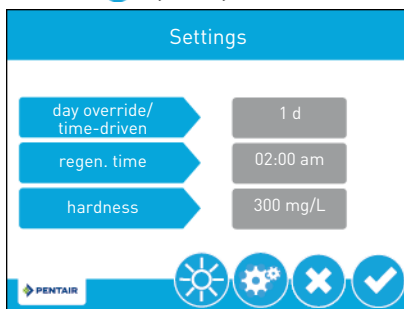 Settings
day override/
time-driven
1 d
regen. time
02:00 am
hardness
300 mg/L
PENTAIR